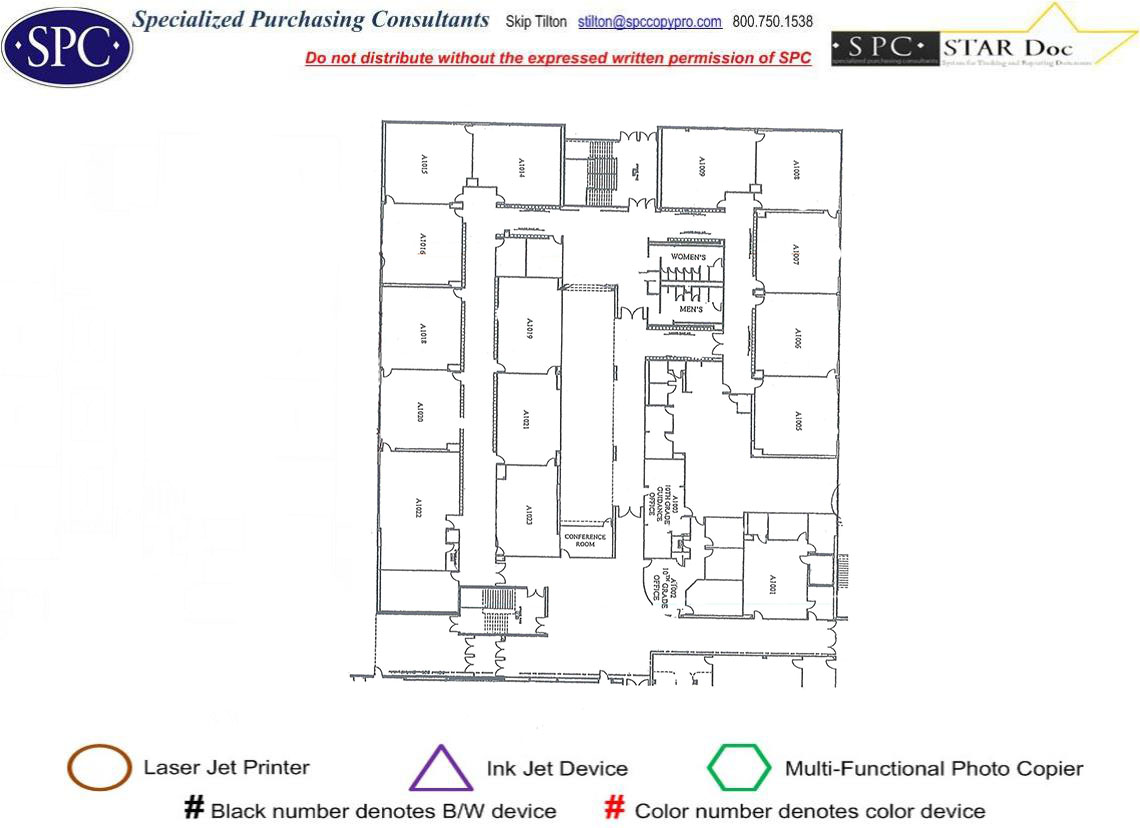 Specialized Purchasing Consultants Skip Tilton stilton@spccopypro.com 800.750.1538
·SPC·
Do not distribute without the expressed written permission of SPC
·SPC· STAR Doc
specialized purchasing consultants System for Tracking and Reporting Documents
A1015
A1014
A1009
A1008
A1016
A1007
WOMEN'S
MEN'S
A1018
A1019
A1006
A1020
A1021
A1005
A1022
A1023
A1003
10TH GRADE
GUIDANCE
OFFICE
CONFERENCE
ROOM
A1002
10TH GRADE
OFFICE
A1001
Laser Jet Printer
Ink Jet Device
Multi-Functional Photo Copier
# Black number denotes B/W device
# Color number denotes color device